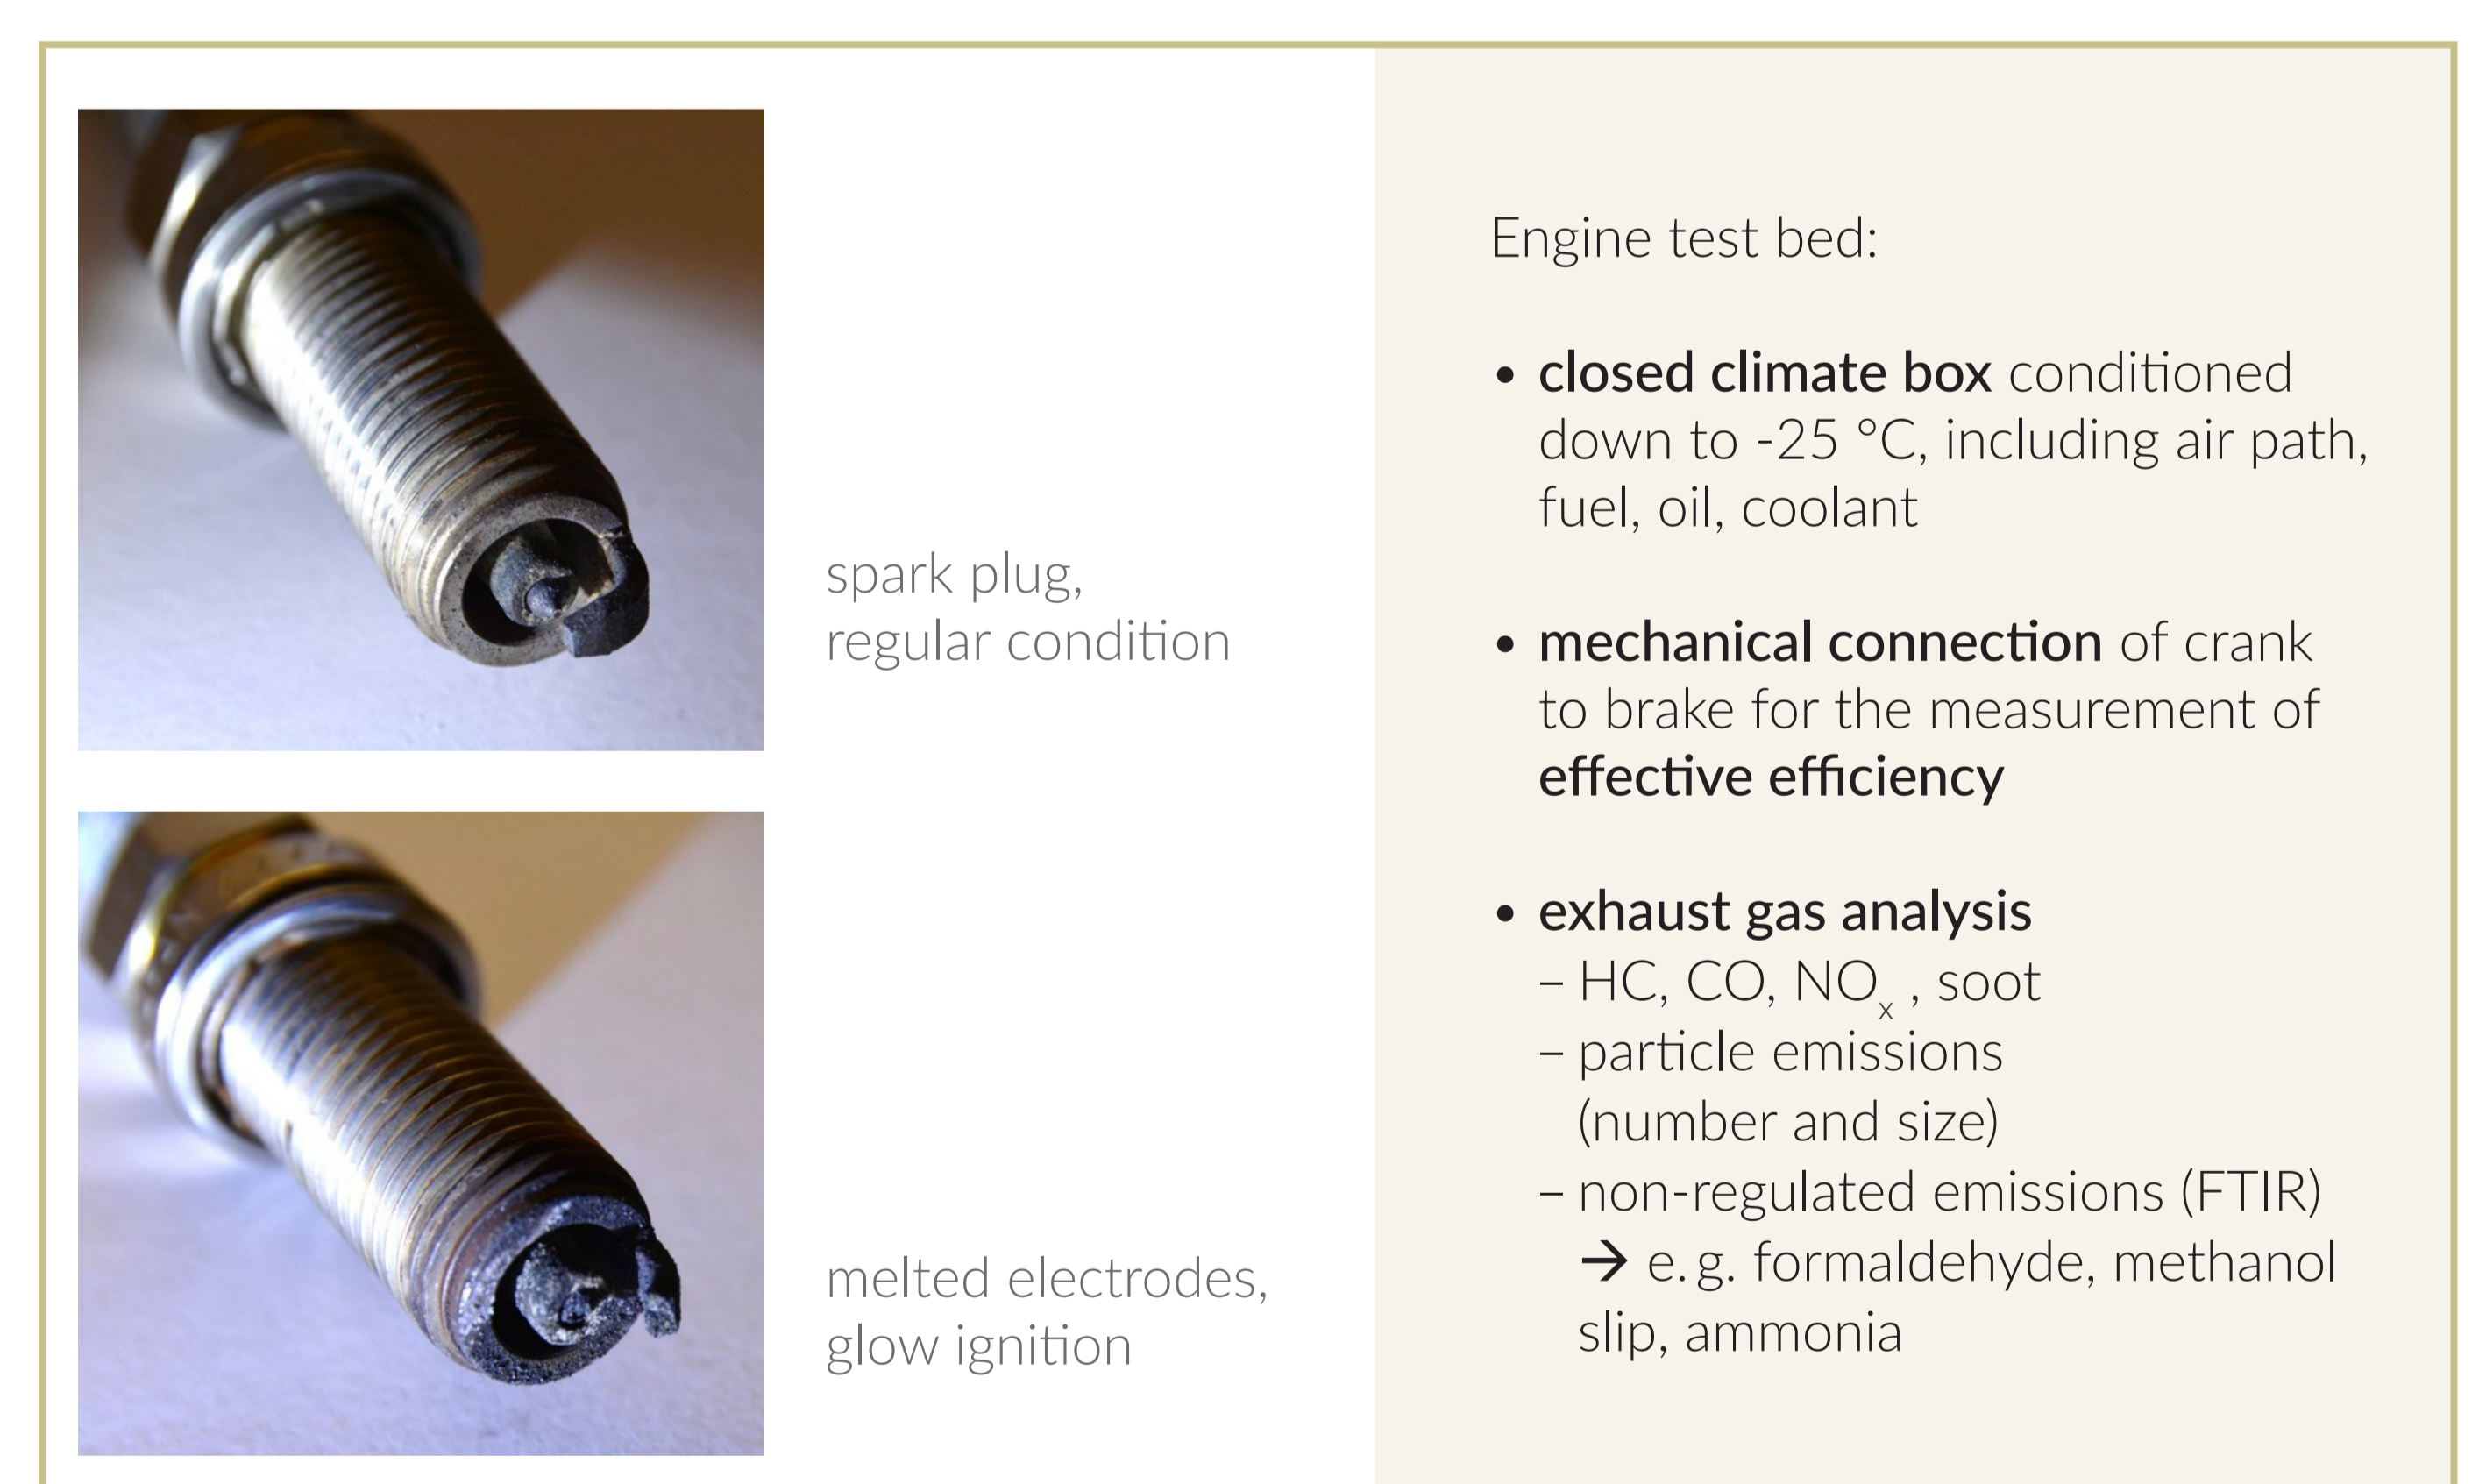 spark plug,
regular condition
melted electrodes,
glow ignition
Engine test bed:
• closed climate box conditioned
down to -25 °C, including air path,
fuel, oil, coolant
• mechanical connection of crank
to brake for the measurement of
effective efficiency
• exhaust gas analysis
– HC, CO, NOx , soot
– particle emissions
(number and size)
– non-regulated emissions (FTIR)
→ e. g. formaldehyde, methanol
slip, ammonia